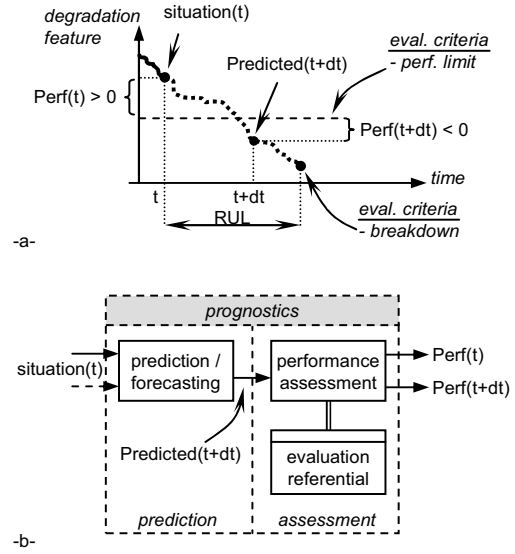 degradation
feature
situation(t)
eval. criteria
- perf. limit
Predicted(t+dt)
Perf(t) > 0
Perf(t+dt) < 0
time
t
t+dt
RUL
eval. criteria
- breakdown
-a-
prognostics
situation(t)
prediction /
forecasting
performance
assessment
Perf(t)
Perf(t+dt)
Predicted(t+dt)
evaluation
referential
prediction
assessment
-b-